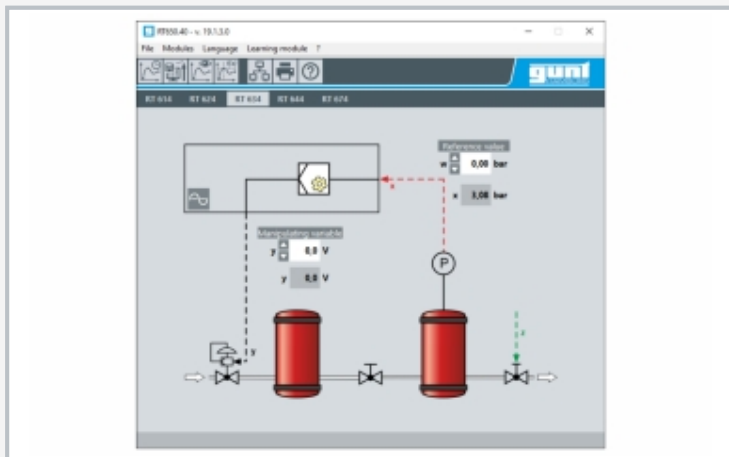 RT650.40 - v. 19.1.3.0
File Modules Language Learning module ?
gunt
RT 614 RT 624 RT 634 RT 644 RT 674
Reference value
w 0,00 bar
x
x 3,00 bar
Manipulating variable
y 0,0 V
y 0,0 V
P
z
y